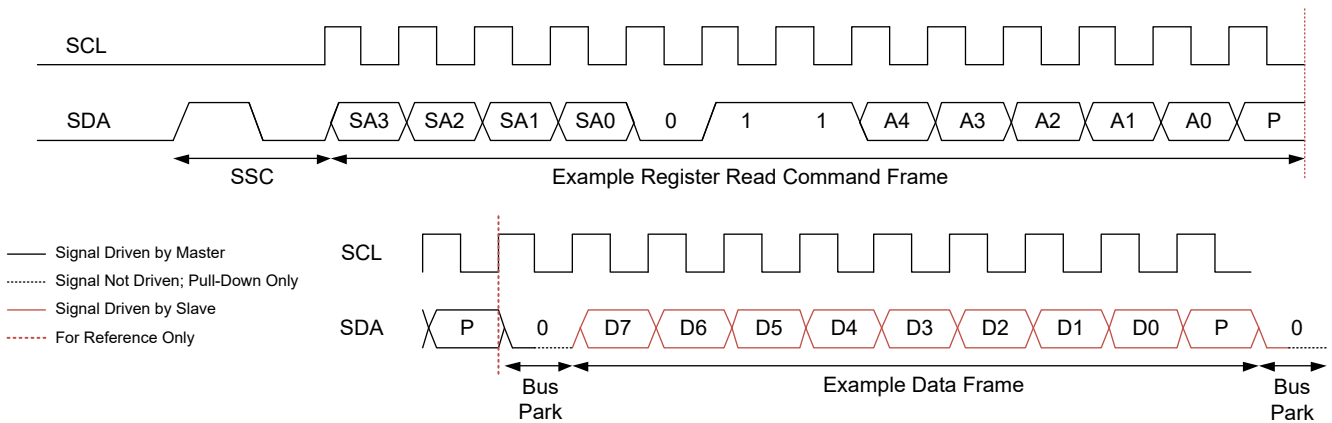 SCL
SDA SA3 SA2 SA1 SA0 0 1 1 A4 A3 A2 A1 A0 P
SSC Example Register Read Command Frame
Signal Driven by Master
Signal Not Driven; Pull-Down Only
Signal Driven by Slave
For Reference Only
SCL
SDA P 0 D7 D6 D5 D4 D3 D2 D1 D0 P 0
Bus Park Example Data Frame Bus Park